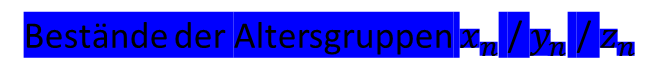 Bestände der Altersgruppen xₙ / yₙ / zₙ